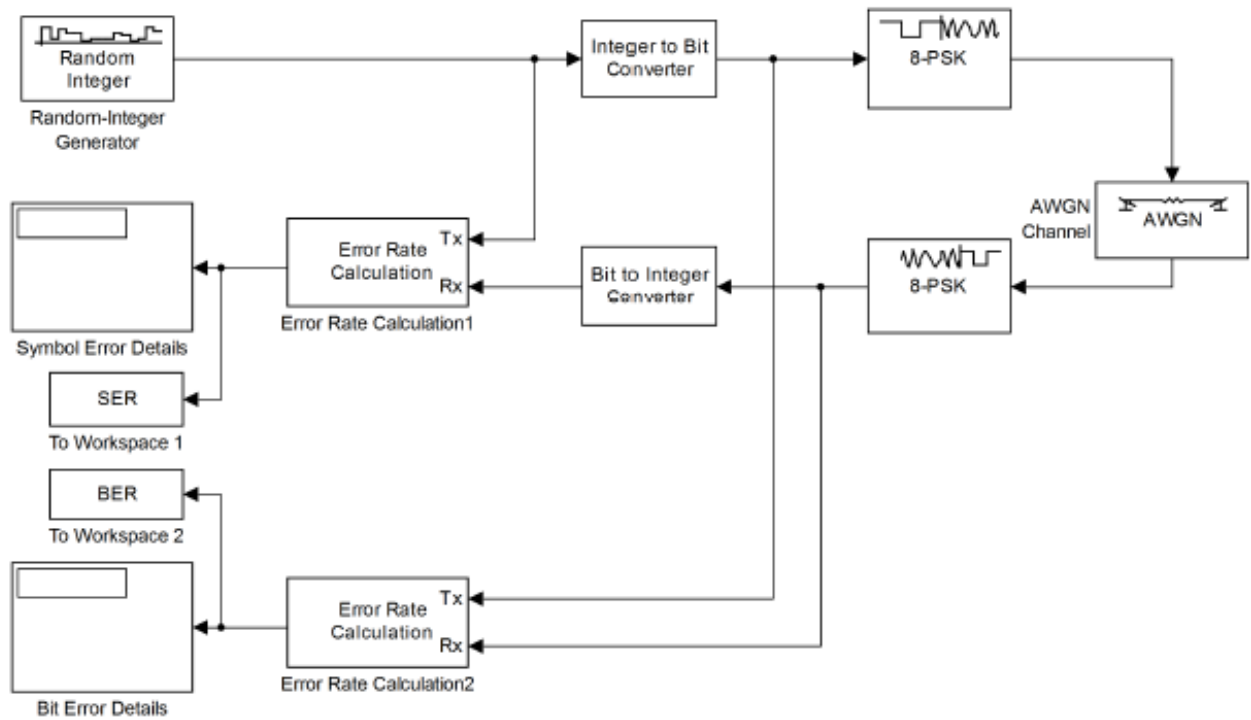 Random
Integer
Random-Integer
Generator
Integer to Bit
Converter
8-PSK
AWGN
Channel
AWGN
Error Rate
Calculation
Tx
Rx
Error Rate Calculation1
Bit to Integer
Converter
8-PSK
Symbol Error Details
SER
To Workspace 1
BER
To Workspace 2
Error Rate
Calculation
Tx
Rx
Error Rate Calculation2
Bit Error Details